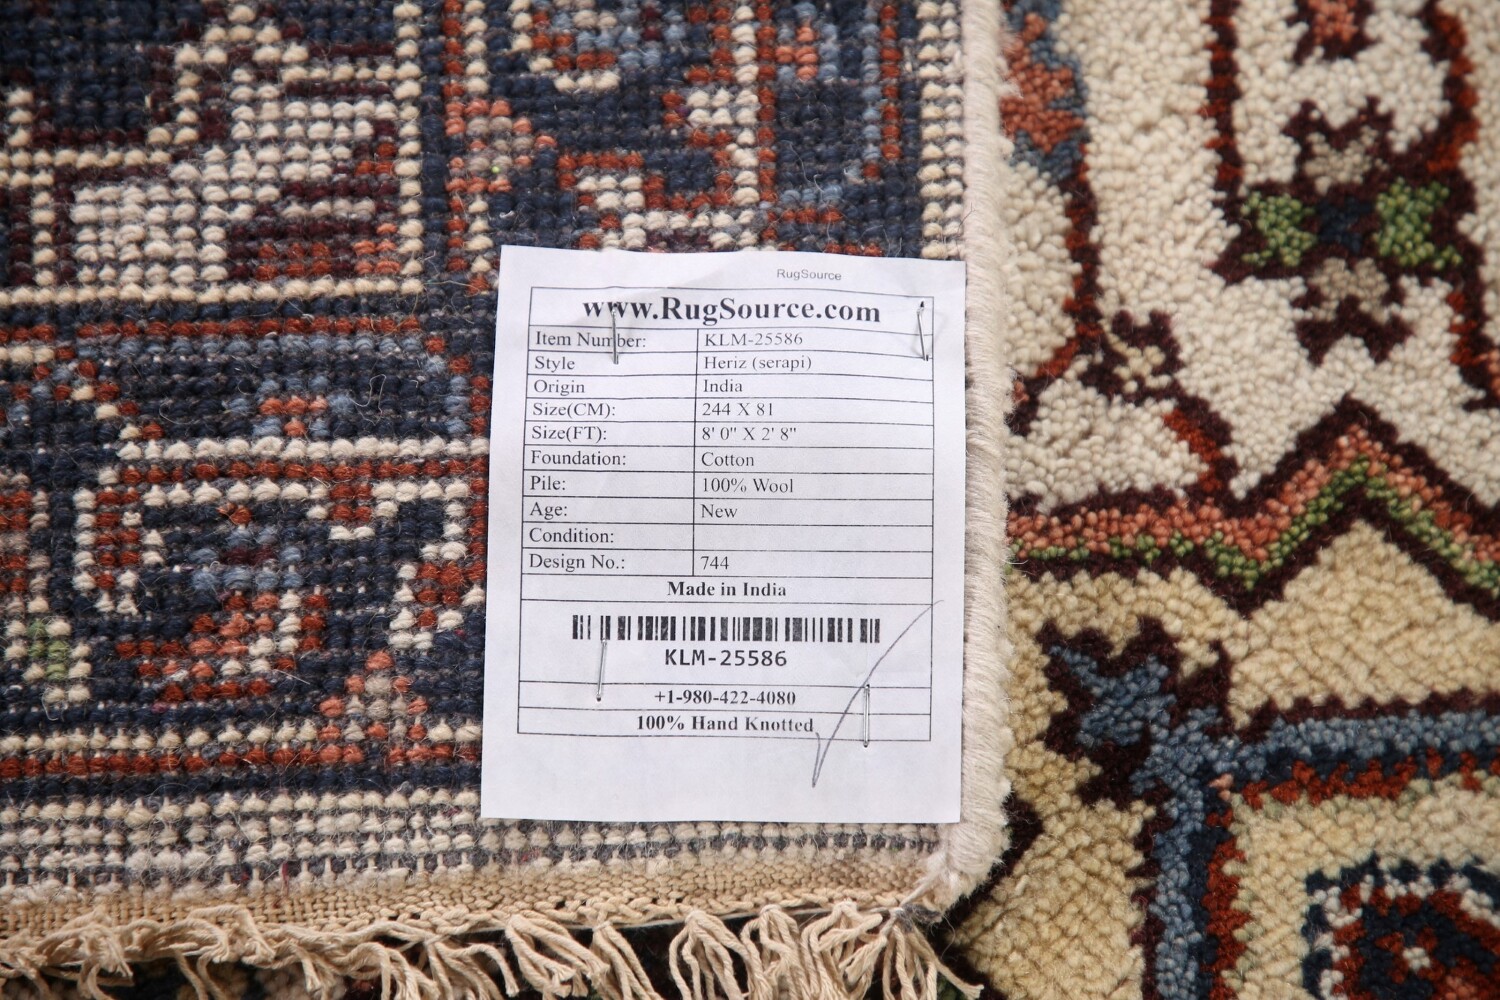 RugSource
www.RugSource.com
Item Number: KLM-25586
Style Heriz (serapi)
Origin India
Size(CM): 244 X 81
Size(FT): 8' 0" X 2' 8"
Foundation: Cotton
Pile: 100% Wool
Age: New
Condition:
Design No.: 744
Made in India
KLM-25586
+1-980-422-4080
100% Hand Knotted